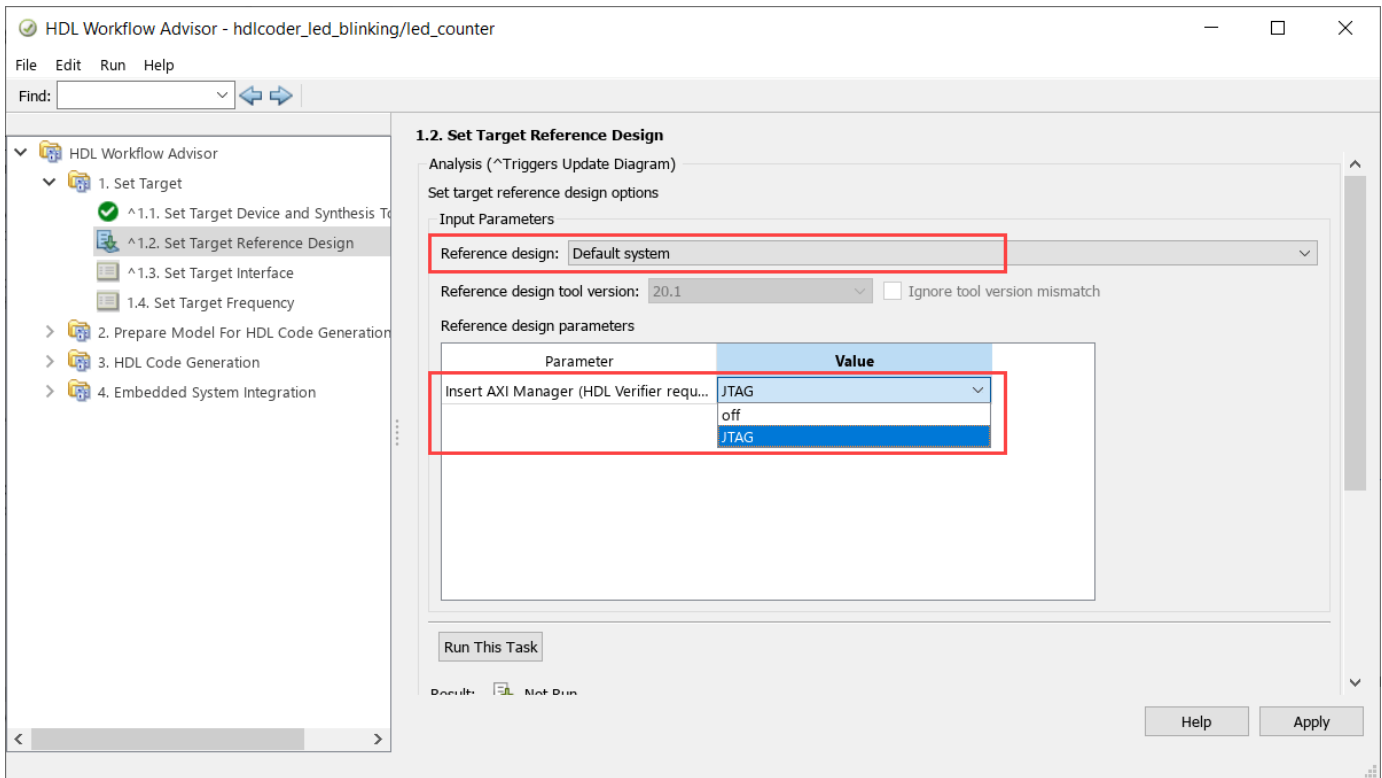 HDL Workflow Advisor - hdlcoder_led_blinking/led_counter
File Edit Run Help
Find:
HDL Workflow Advisor
1. Set Target
^1.1. Set Target Device and Synthesis To
^1.2. Set Target Reference Design
^1.3. Set Target Interface
1.4. Set Target Frequency
2. Prepare Model For HDL Code Generation
3. HDL Code Generation
4. Embedded System Integration
1.2. Set Target Reference Design
Analysis (^Triggers Update Diagram)
Set target reference design options
Input Parameters
Reference design: Default system
Reference design tool version: 20.1 Ignore tool version mismatch
Reference design parameters
Parameter Value
Insert AXI Manager (HDL Verifier requ... JTAG
off
JTAG
Run This Task
Result: Not Run
Help Apply